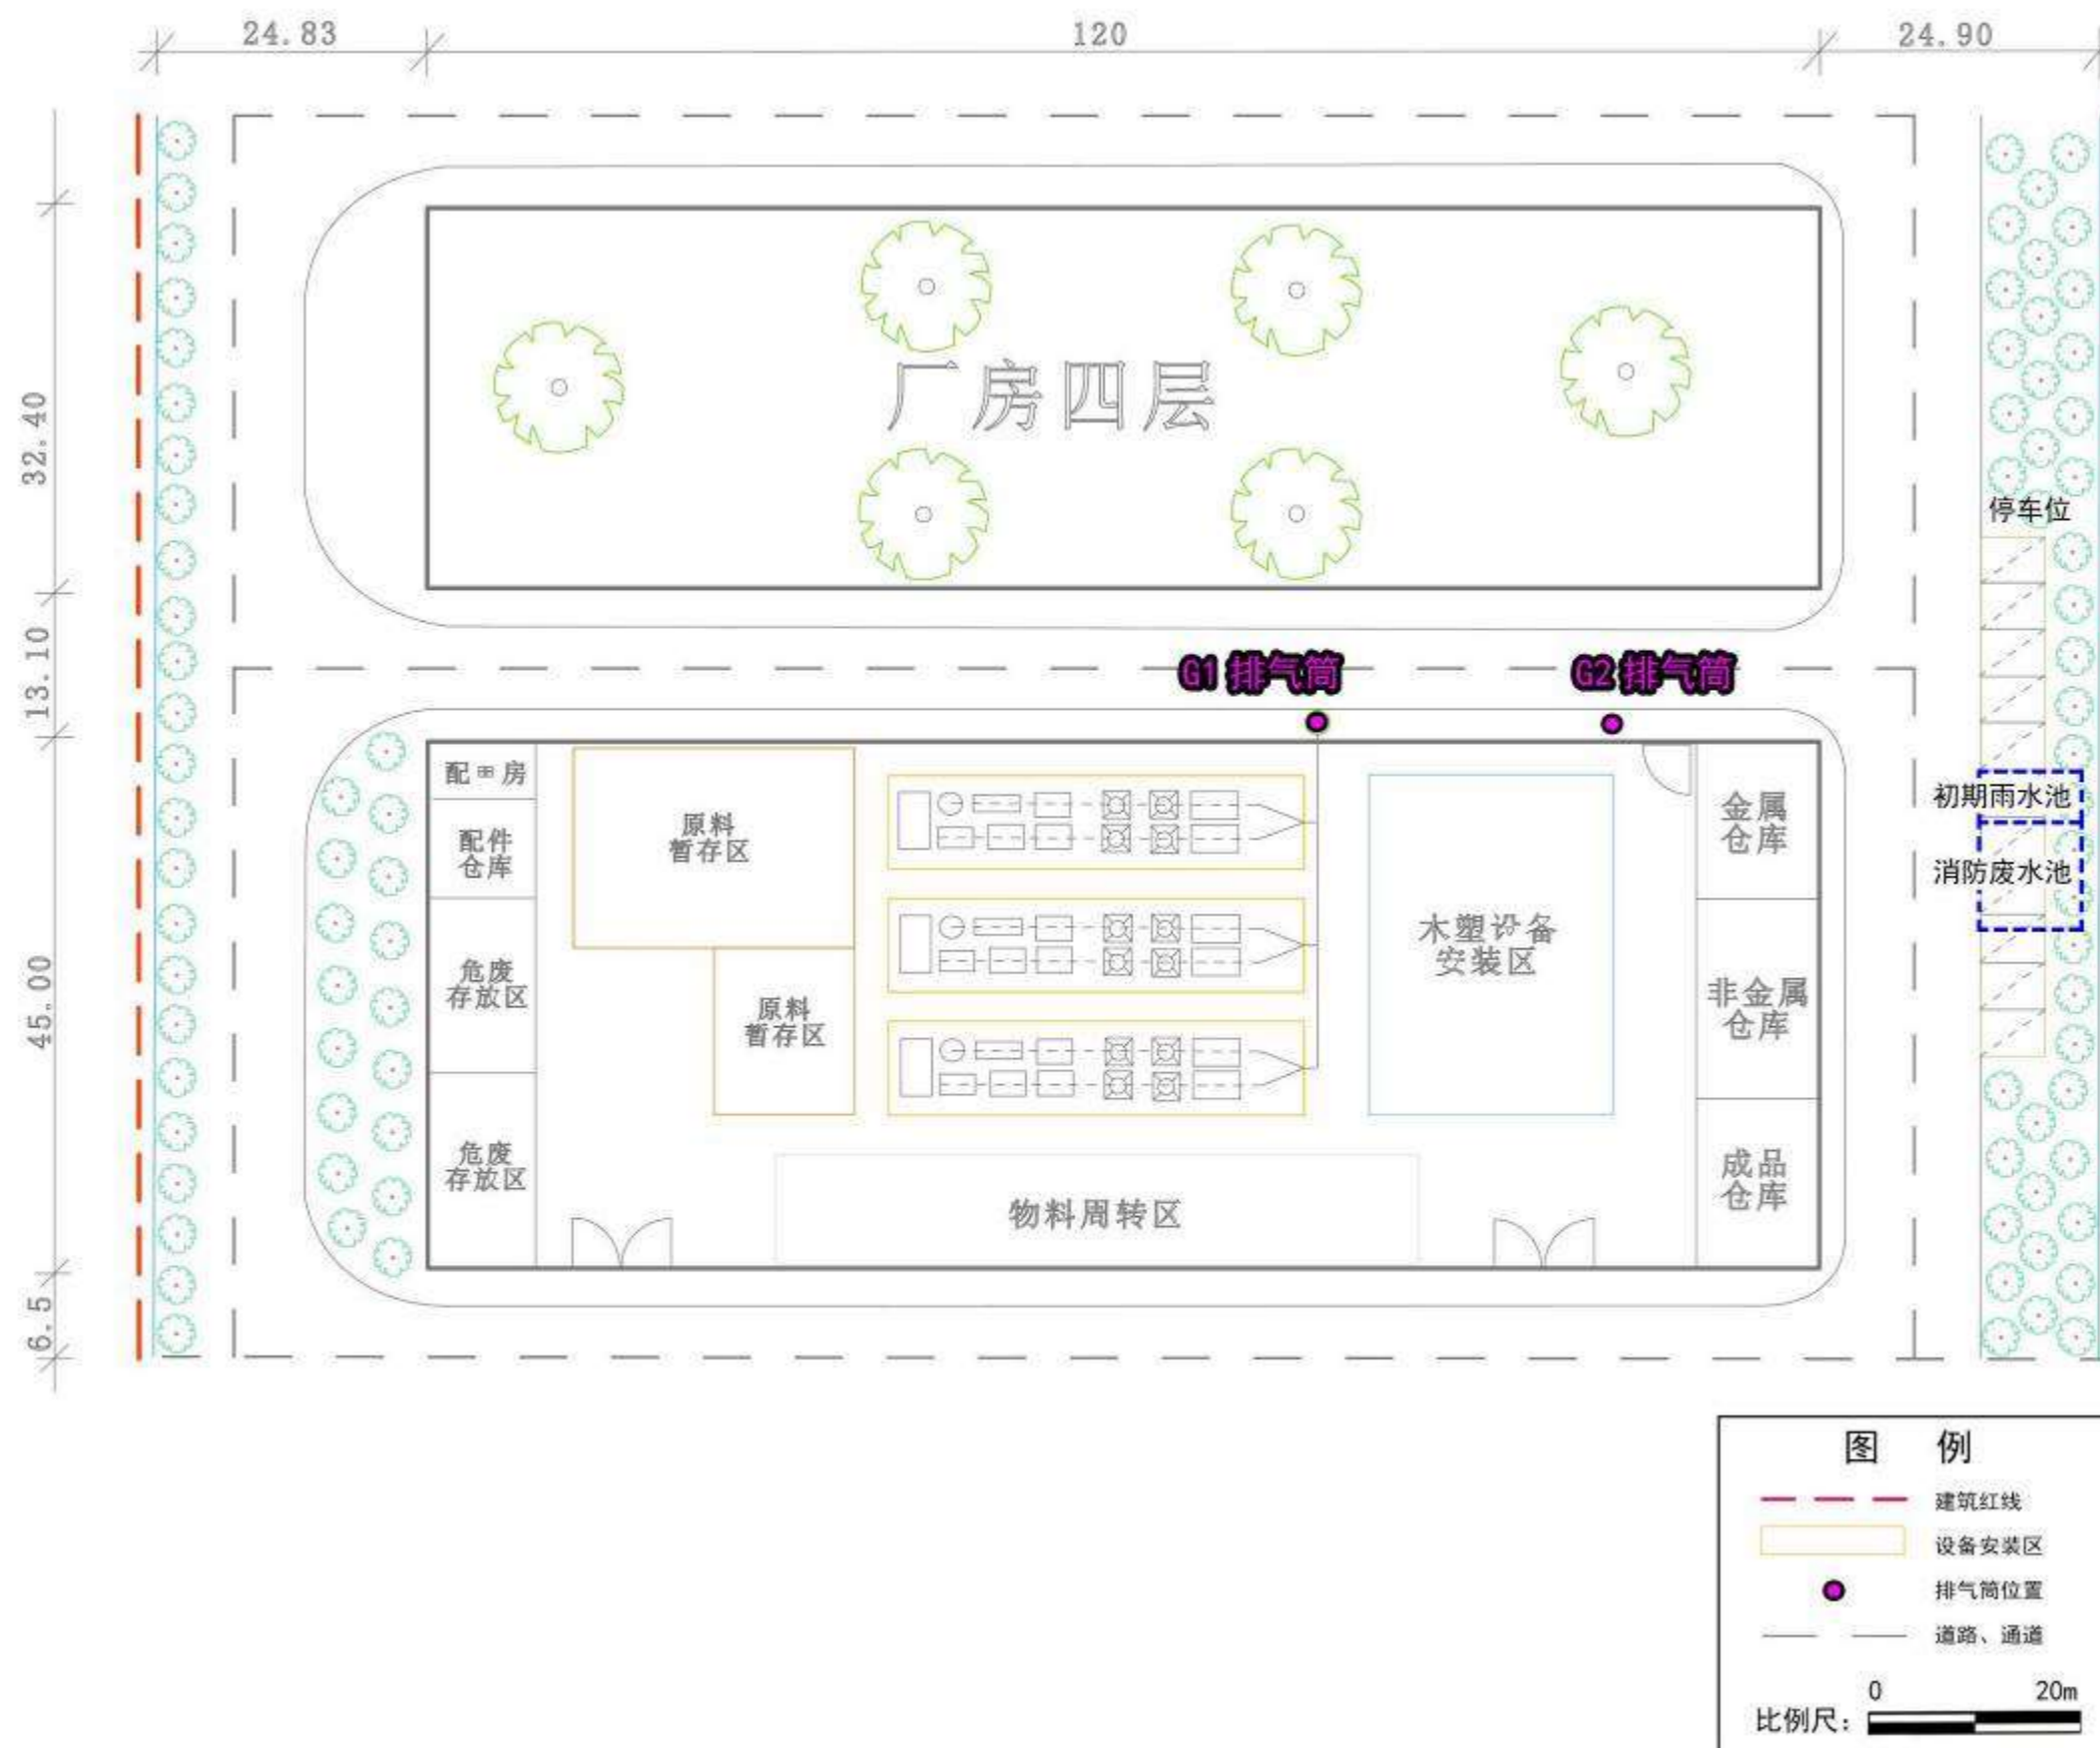 24.83
120
24.90
32.40
13.10
45.00
6.5
厂房四层
停车位
G1 排气筒
G2 排气筒
配电房
配件
仓库
危废
存放区
危废
存放区
原料
暂存区
原料
暂存区
木塑设备
安装区
物料周转区
金属
仓库
非金属
仓库
成品
仓库
初期雨水池
消防废水池
图 例
建筑红线
设备安装区
排气筒位置
道路、通道
0
20m
比例尺：